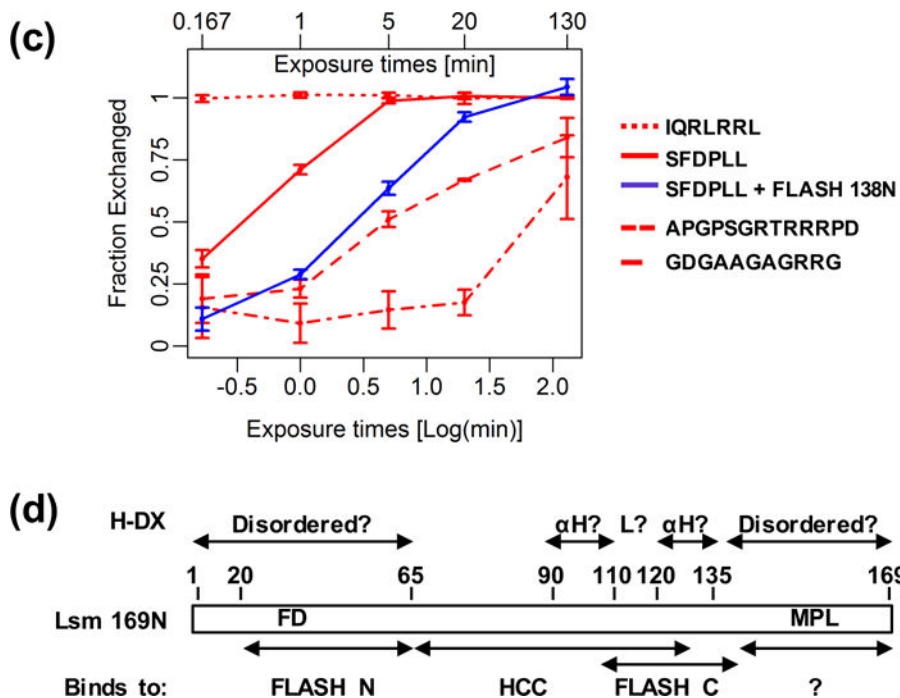 (c)
0.167 1 5 20 130
Exposure times [min]
Fraction Exchanged
0 0.25 0.5 0.75 1
-0.5 0.0 0.5 1.0 1.5 2.0
Exposure times [Log(min)]
IQRLRRL
SFDPLL
SFDPLL + FLASH 138N
APGPSGRTRRRPD
GDGAAGAGRRG
(d)
H-DX Disordered? αH? L? αH? Disordered?
1 20 65 90 110 120 135 169
Lsm 169N FD MPL
Binds to: FLASH N HCC FLASH C ?